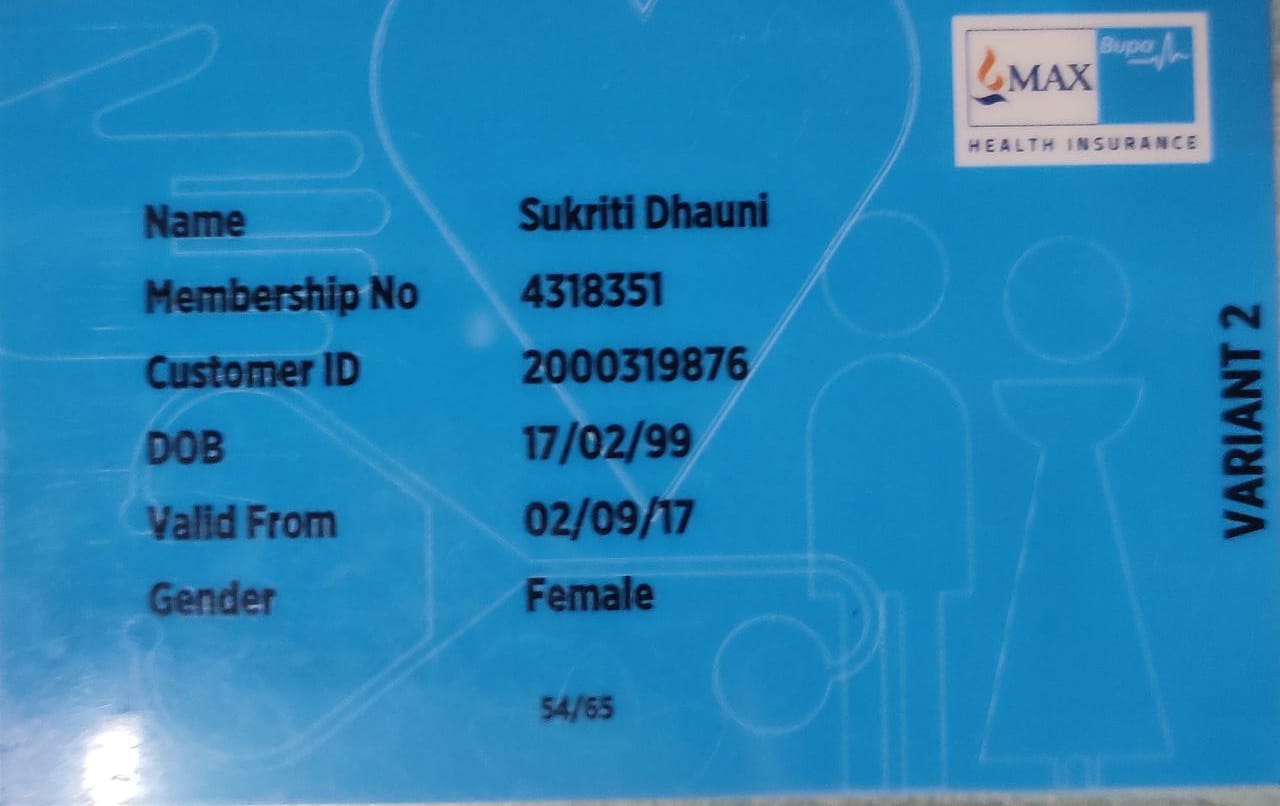 MAX Bupa
HEALTH INSURANCE
Name Sukriti Dhauni
Membership No 4318351
Customer ID 2000319876
DOB 17/02/99
Valid From 02/09/17
Gender Female
54/65
VARIANT 2